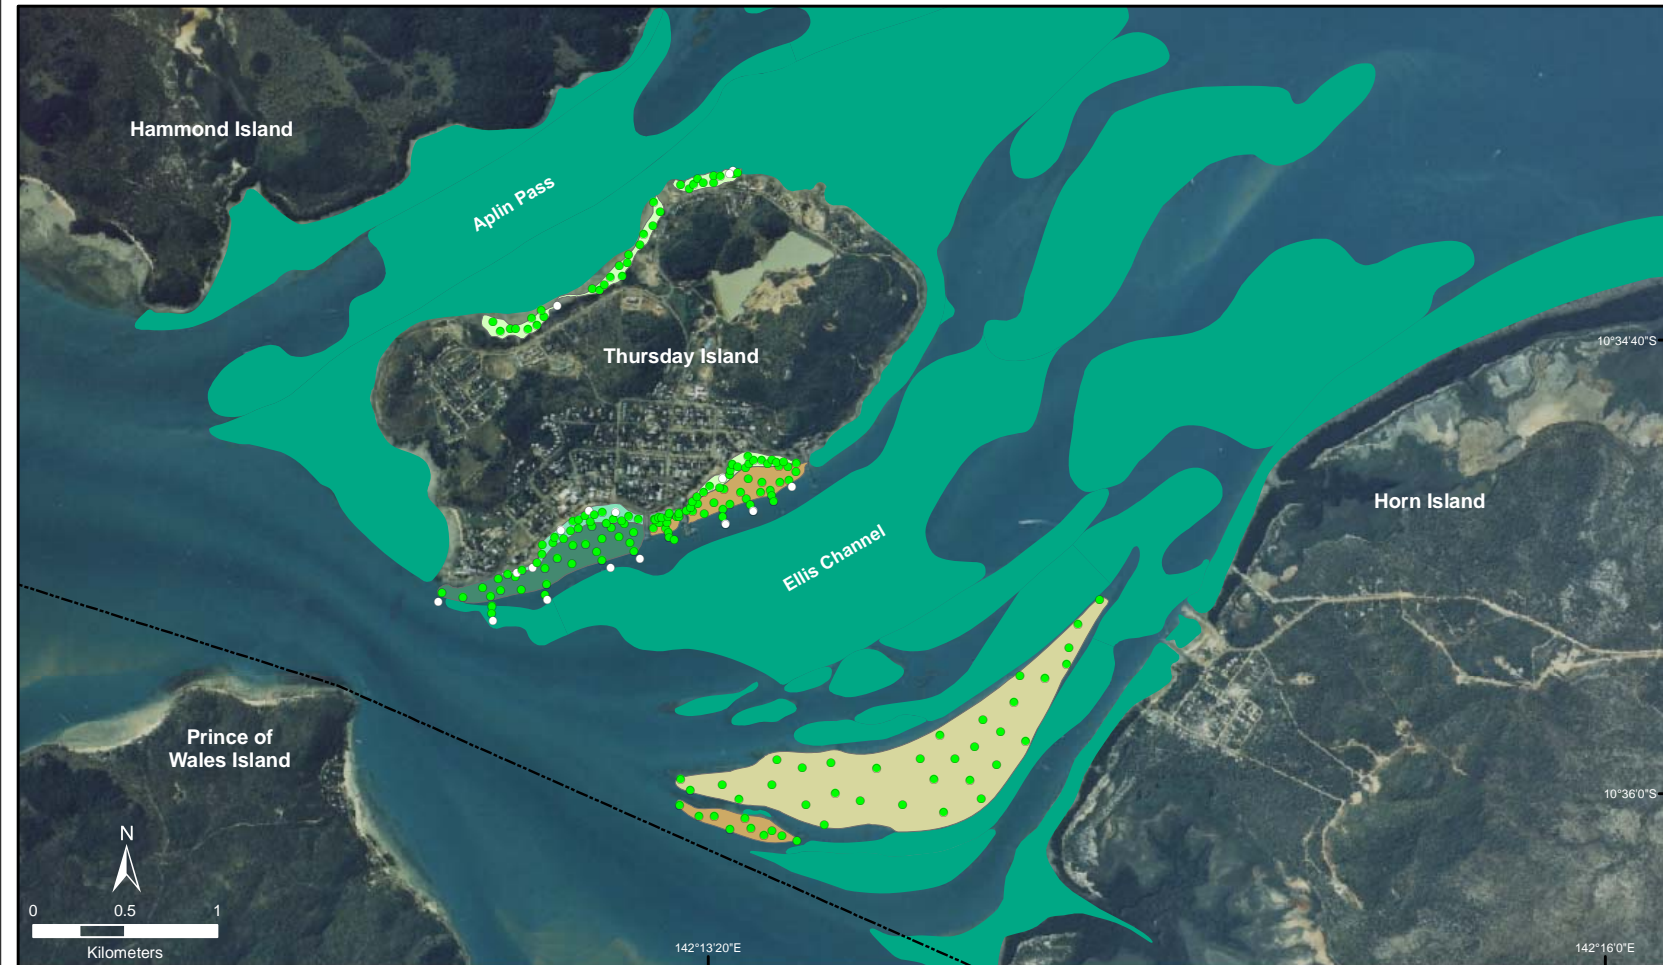 Hammond Island
Aplin Pass
Thursday Island
10°34'40"S
Horn Island
Ellis Channel
Prince of
Wales Island
10°36'0"S
N
0 0.5 1
Kilometers
142°13'20"E
142°16'0"E